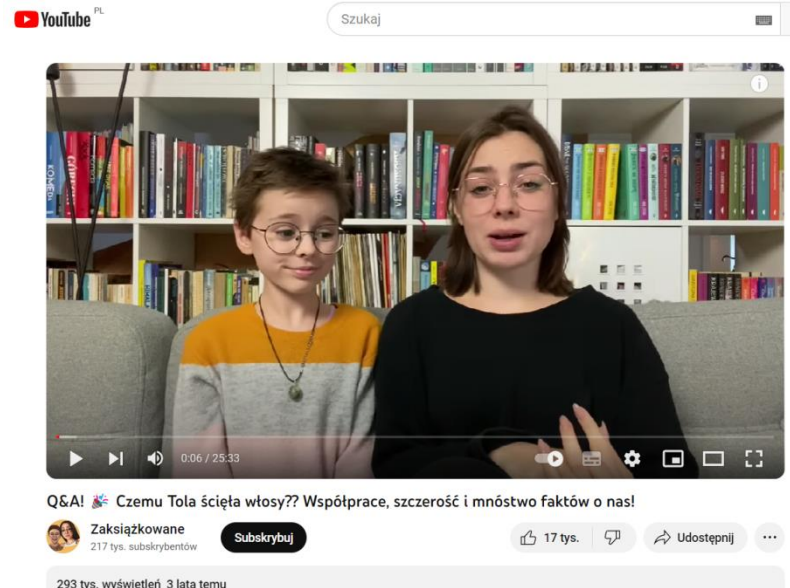 YouTube PL
Szukaj
KOMEDA
0:06 / 25:33
Q&A! 🎉 Czemu Tola ścięła włosy?? Współprace, szczerość i mnóstwo faktów o nas!
Zaksiążkowane
217 tys. subskrybentów
Subskrybuj
17 tys.
Udostępnij
293 tys. wyświetleń 3 lata temu